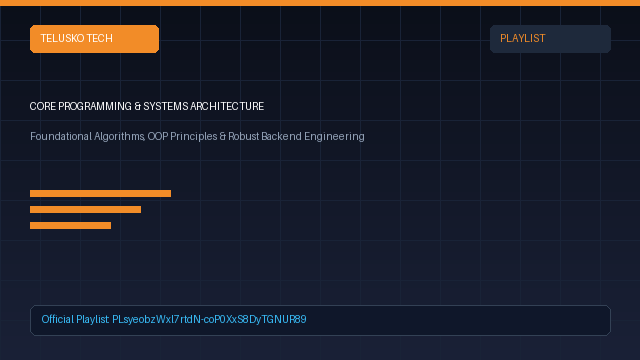 TELUSKO TECH
PLAYLIST
CORE PROGRAMMING & SYSTEMS ARCHITECTURE
Foundational Algorithms, OOP Principles & Robust Backend Engineering
Official Playlist: PLsyeobzWxl7rtdN-coP0XxS8DyTGNUR89